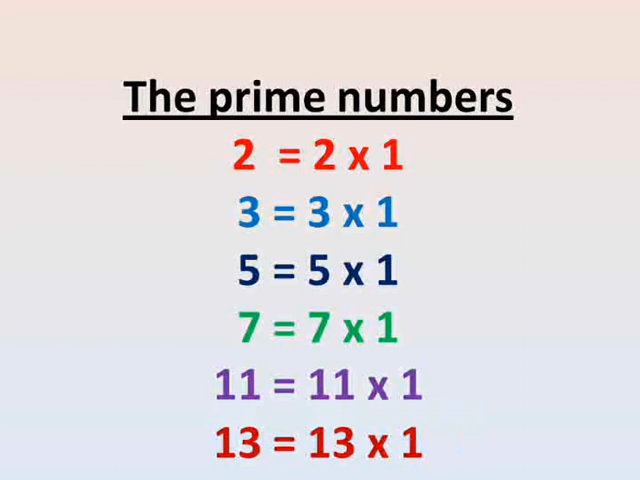 The prime numbers
2 = 2 x 1
3 = 3 x 1
5 = 5 x 1
7 = 7 x 1
11 = 11 x 1
13 = 13 x 1